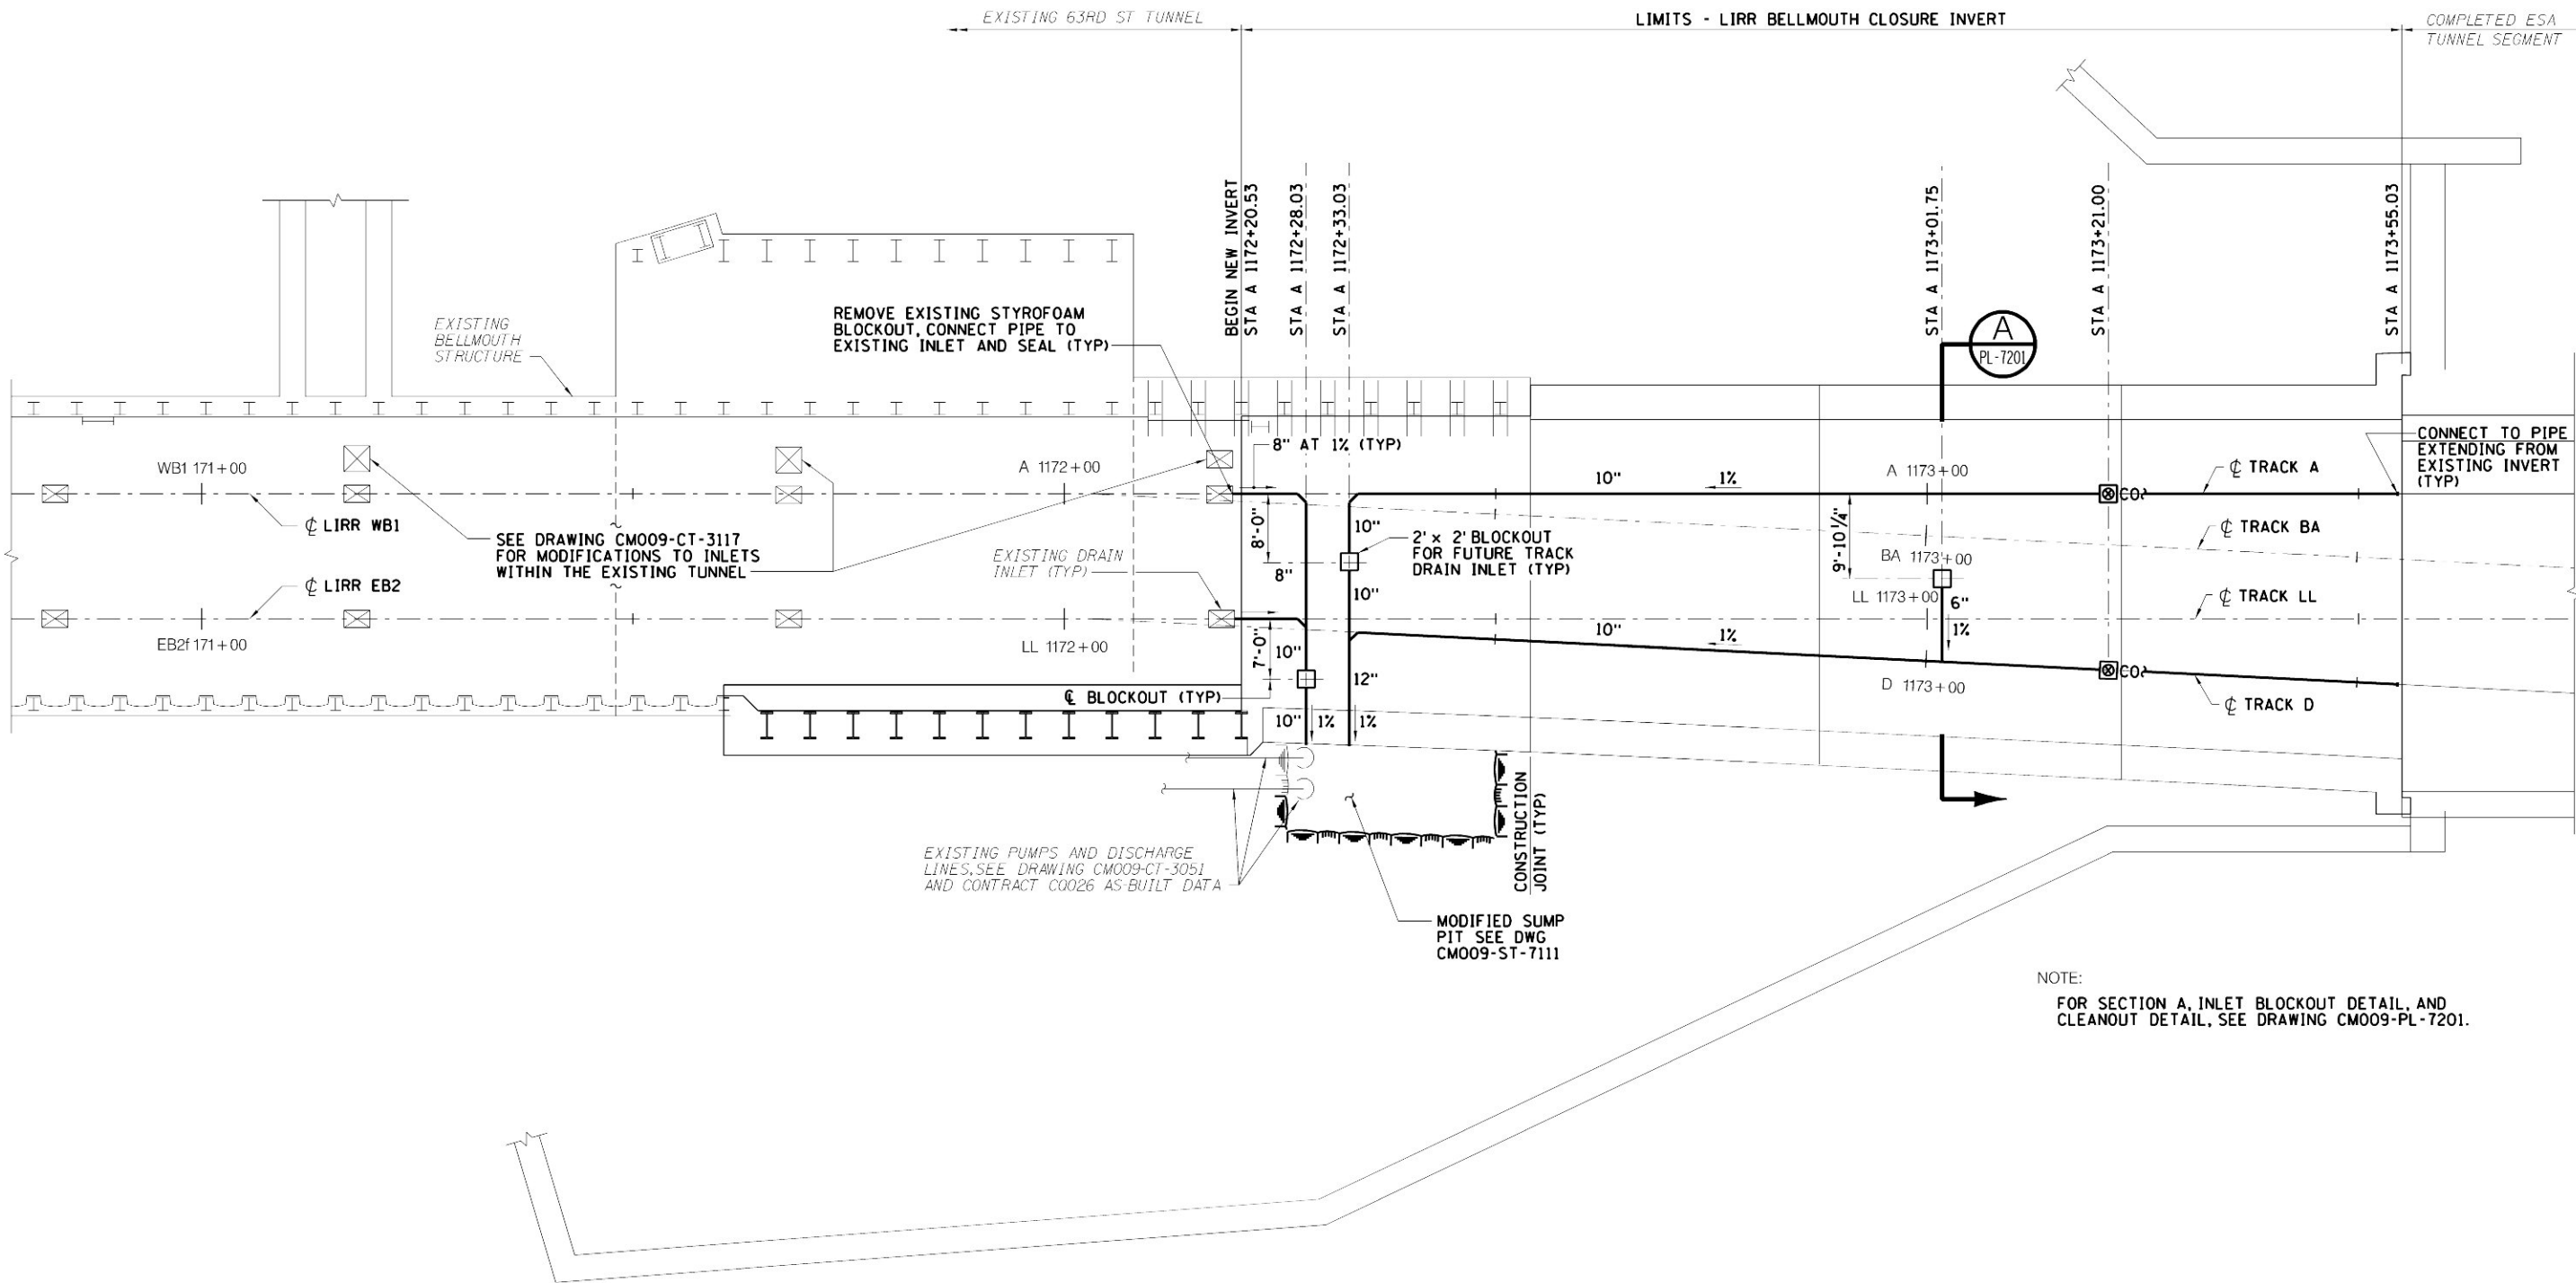 EXISTING 63RD ST TUNNEL
LIMITS - LIRR BELLMOUTH CLOSURE INVERT
COMPLETED ESA
TUNNEL SEGMENT
BEGIN NEW INVERT
STA A 1172+20.53
STA A 1172+28.03
STA A 1172+33.03
STA A 1173+01.75
STA A 1173+21.00
STA A 1173+55.03
A
PL-7201
REMOVE EXISTING STYROFOAM
BLOCKOUT, CONNECT PIPE TO
EXISTING INLET AND SEAL (TYP)
EXISTING
BELLMOUTH
STRUCTURE
8" AT 1% (TYP)
CONNECT TO PIPE
EXTENDING FROM
EXISTING INVERT
(TYP)
WB1 171+00
A 1172+00
10"
1%
A 1173+00
CO
℄ TRACK A
℄ LIRR WB1
8'-0"
10"
2' x 2' BLOCKOUT
FOR FUTURE TRACK
DRAIN INLET (TYP)
9'-10 1/4"
℄ TRACK BA
SEE DRAWING CM009-CT-3117
FOR MODIFICATIONS TO INLETS
WITHIN THE EXISTING TUNNEL
EXISTING DRAIN
INLET (TYP)
8"
BA 1173+00
℄ LIRR EB2
10"
LL 1173+00
6"
℄ TRACK LL
1%
10"
1%
EB2f 171+00
LL 1172+00
7'-0"
10"
12"
CO
D 1173+00
℄ BLOCKOUT (TYP)
℄ TRACK D
10"
1%
1%
CONSTRUCTION
JOINT (TYP)
EXISTING PUMPS AND DISCHARGE
LINES, SEE DRAWING CM009-CT-3051
AND CONTRACT CQ026 AS-BUILT DATA
MODIFIED SUMP
PIT SEE DWG
CM009-ST-7111
NOTE:
FOR SECTION A, INLET BLOCKOUT DETAIL, AND
CLEANOUT DETAIL, SEE DRAWING CM009-PL-7201.